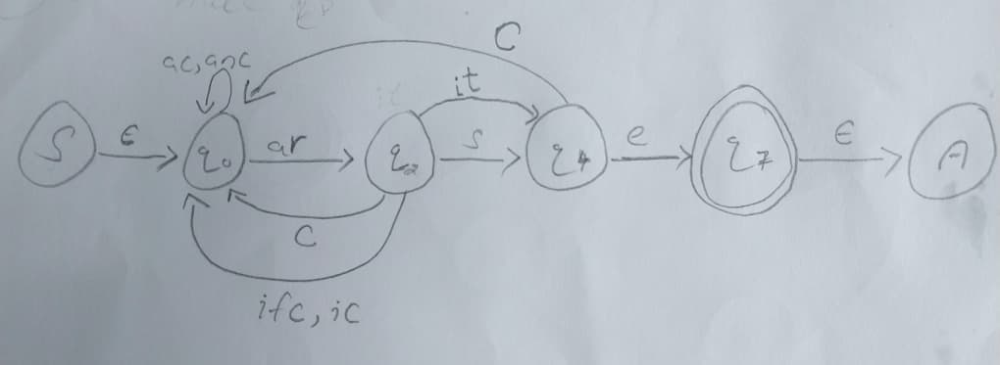 C
ac, anc
it
S ϵ q0 ar q2 s q4 e q7 ϵ A
C
ifc, ic